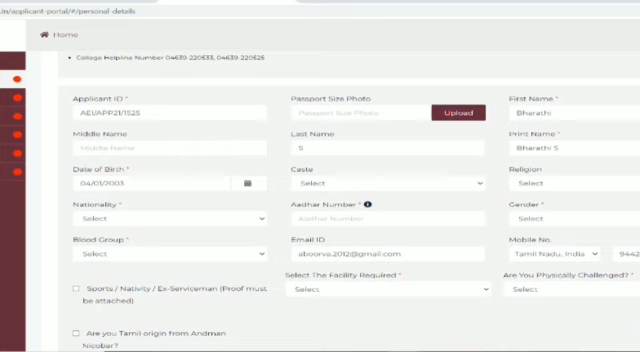 .in/applicant-portal/#/personal-details
Home
College Helpline Number 04639-220533, 04639-220525
Applicant ID *
Passport Size Photo
First Name *
AEI/APP21/1525
Passport Size Photo
Upload
Bharathi
Middle Name
Last Name
Print Name *
Middle Name
S
Bharathi S
Date of Birth *
Caste
Religion
04/01/2003
Select
Select
Nationality *
Aadhar Number *
Gender *
Select
Aadhar Number
Select
Blood Group *
Email ID
Mobile No.
Select
aboorva.2012@gmail.com
Tamil Nadu, India
9442
Select The Facility Required *
Are You Physically Challenged? *
Sports / Nativity / Ex-Serviceman (Proof must
be attached)
Select
Select
Are you Tamil origin from Andman
Nicobar?